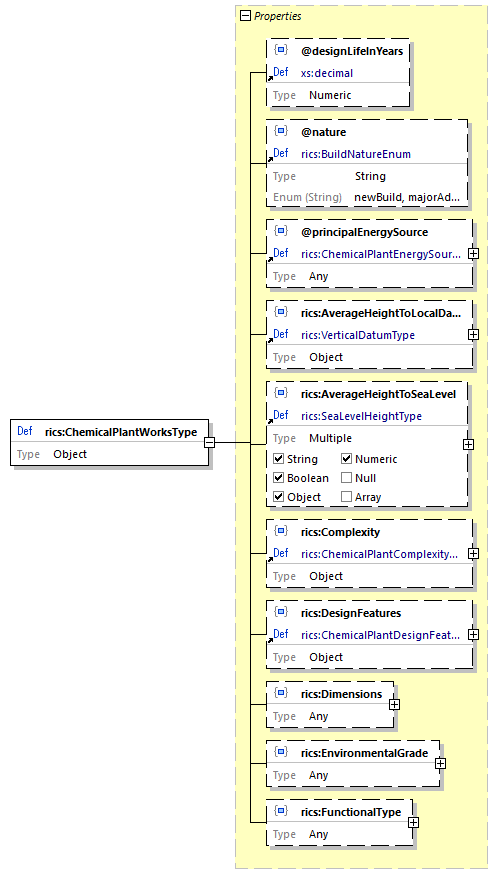 Properties
@designLifeInYears
Def xs:decimal
Type Numeric
@nature
Def rics:BuildNatureEnum
Type String
Enum (String) newBuild, majorAd...
@principalEnergySource
Def rics:ChemicalPlantEnergySour...
Type Any
rics:AverageHeightToLocalDa...
Def rics:VerticalDatumType
Type Object
rics:AverageHeightToSeaLevel
Def rics:SeaLevelHeightType
Type Multiple
String Numeric
Boolean Null
Object Array
Def rics:ChemicalPlantWorksType
Type Object
rics:Complexity
Def rics:ChemicalPlantComplexity...
Type Object
rics:DesignFeatures
Def rics:ChemicalPlantDesignFeat...
Type Object
rics:Dimensions
Type Any
rics:EnvironmentalGrade
Type Any
rics:FunctionalType
Type Any